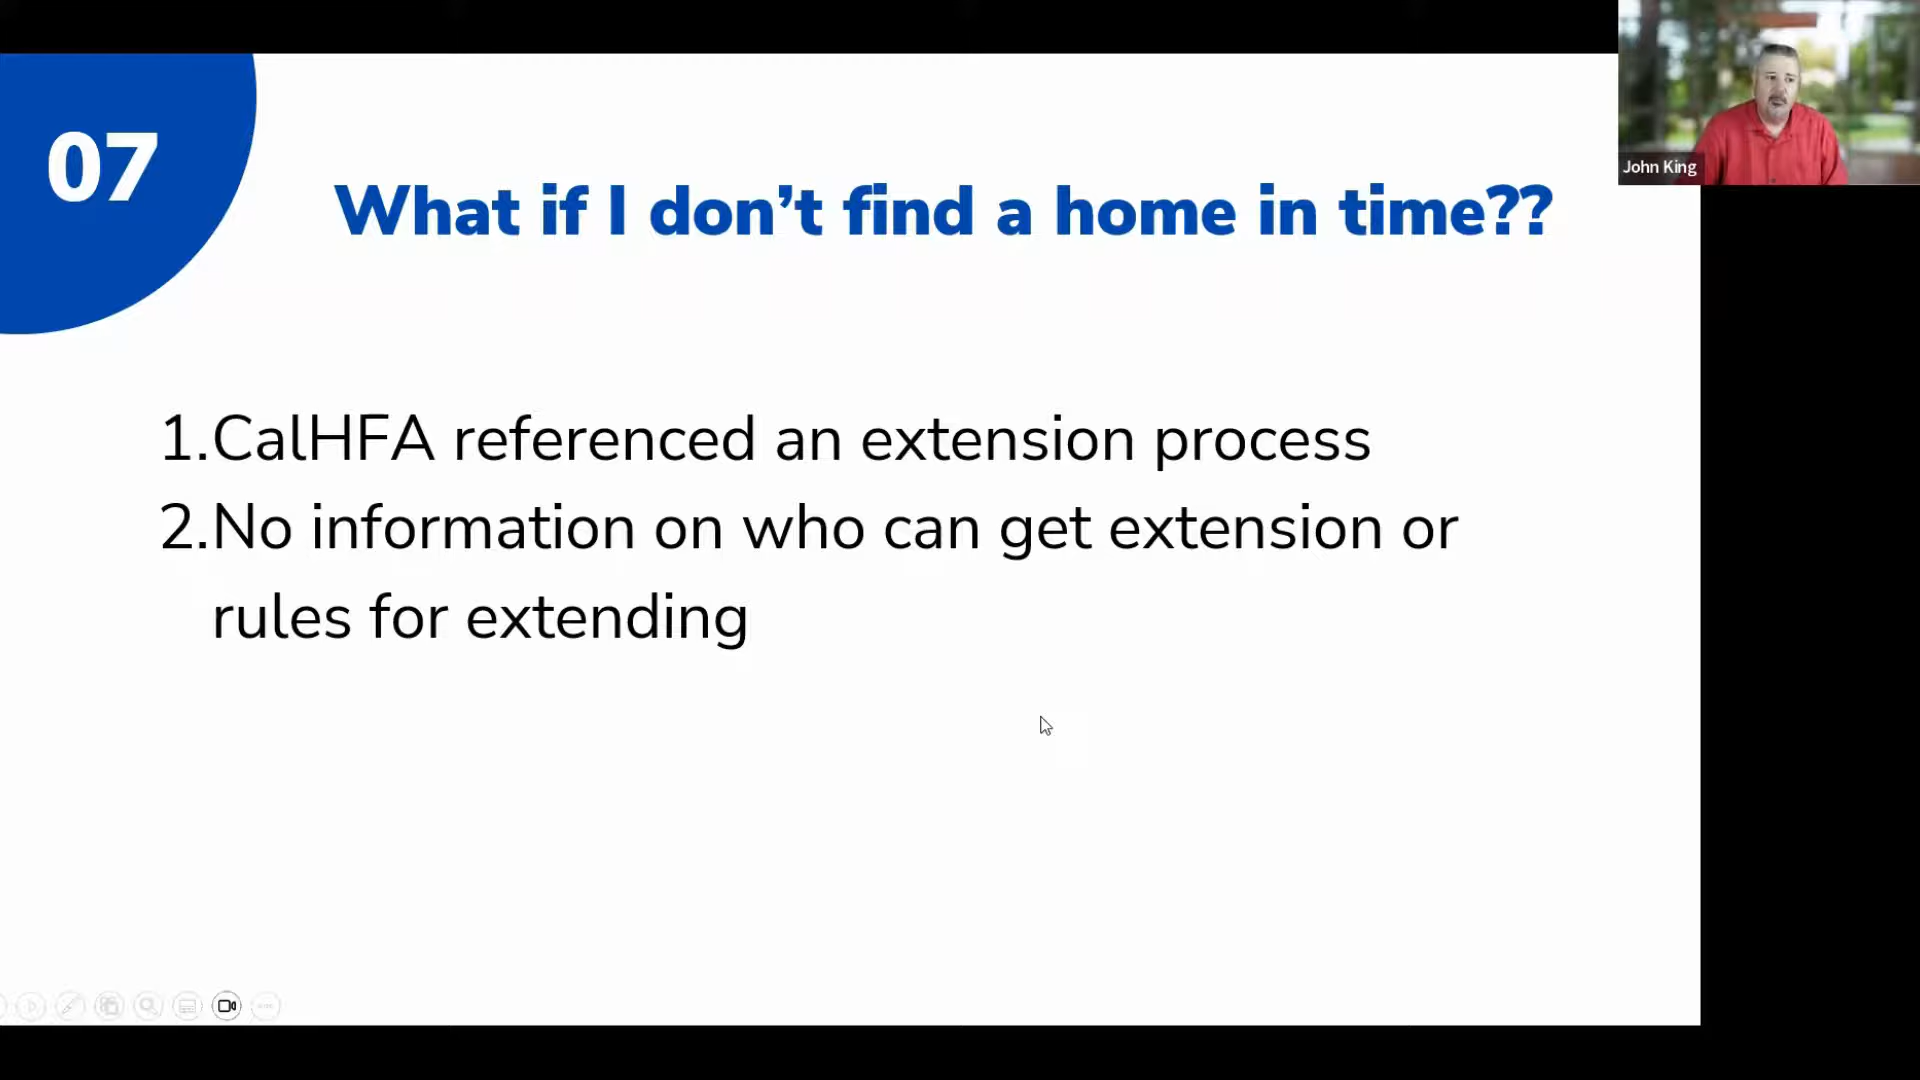 07
What if I don’t find a home in time??
John King
1.CalHFA referenced an extension process
2.No information on who can get extension or
rules for extending